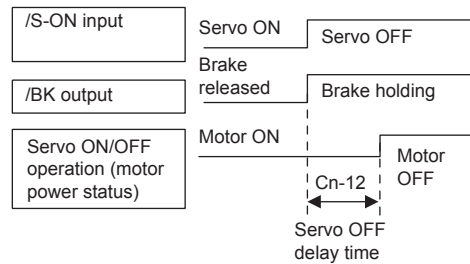 /S-ON input
Servo ON
Servo OFF
Brake
released
/BK output
Brake holding
Servo ON/OFF
operation (motor
power status)
Motor ON
Motor
OFF
Cn-12
Servo OFF
delay time